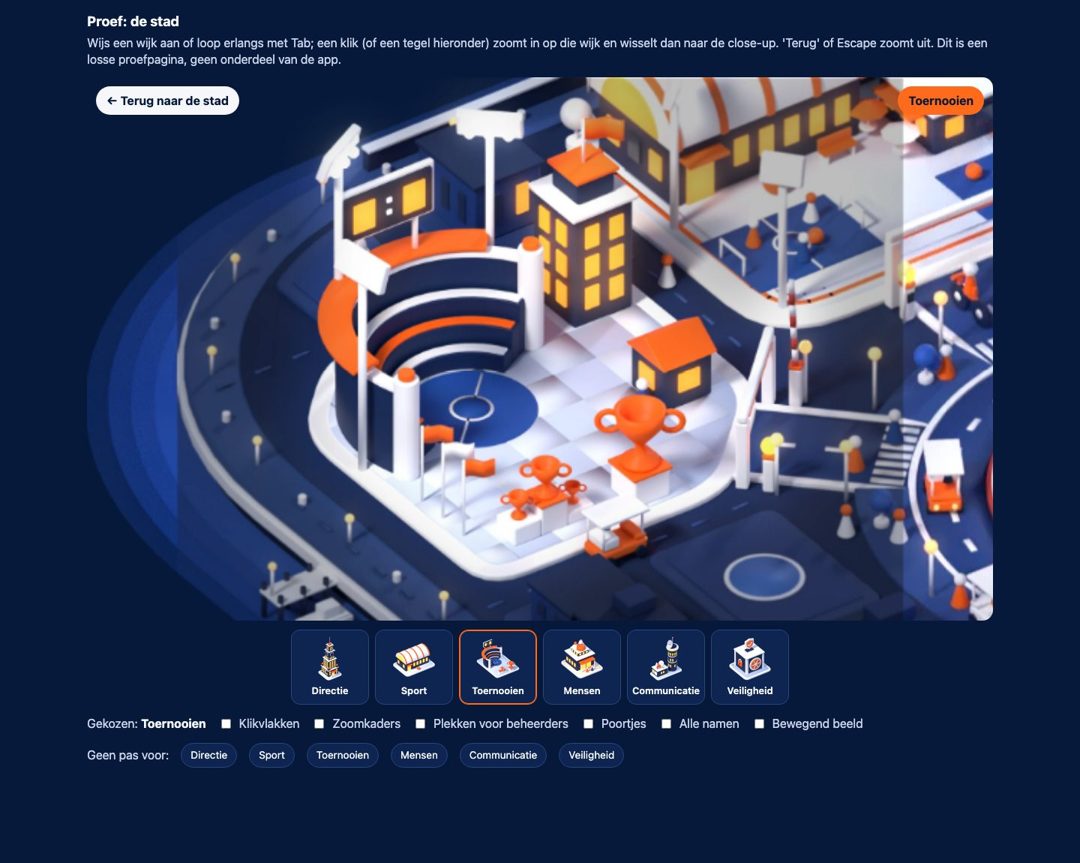 Proef: de stad
Wijs een wijk aan of loop erlangs met Tab; een klik (of een tegel hieronder) zoomt in op die wijk en wisselt dan naar de close-up. 'Terug' of Escape zoomt uit. Dit is een
losse proefpagina, geen onderdeel van de app.
← Terug naar de stad
Toernooien
Directie
Sport
Toernooien
Mensen
Communicatie
Veiligheid
Gekozen: Toernooien
Klikvlakken
Zoomkaders
Plekken voor beheerders
Poortjes
Alle namen
Bewegend beeld
Geen pas voor:
Directie
Sport
Toernooien
Mensen
Communicatie
Veiligheid